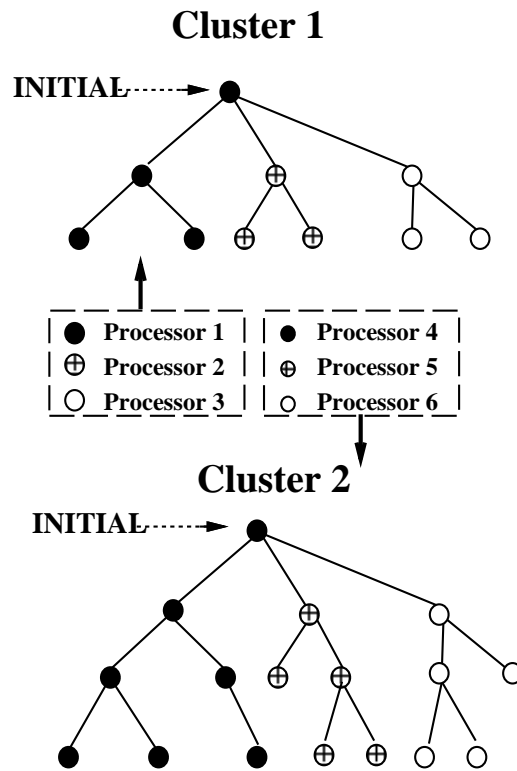 Cluster 1
INITIAL
Processor 1
Processor 2
Processor 3
Processor 4
Processor 5
Processor 6
Cluster 2
INITIAL